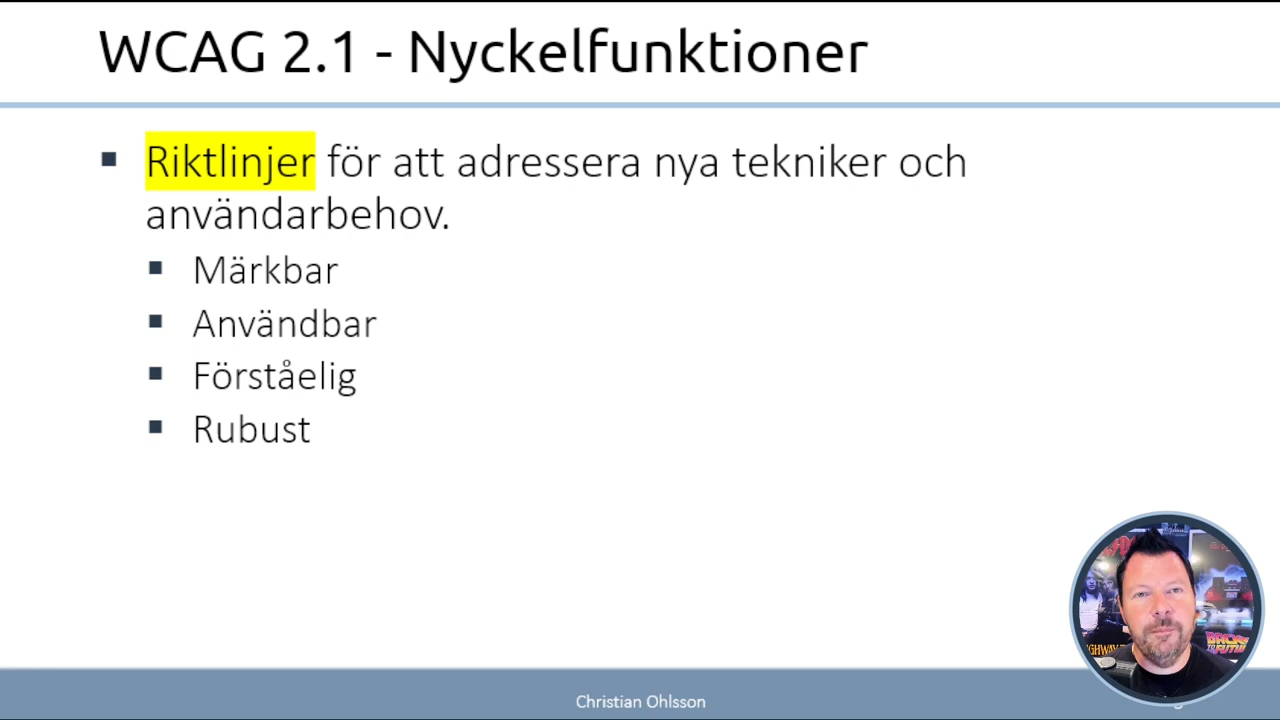 WCAG 2.1 - Nyckelfunktioner
▪ Riktlinjer för att adressera nya tekniker och
användarbehov.
▪ Märkbar
▪ Användbar
▪ Förståelig
▪ Rubust
Christian Ohlsson